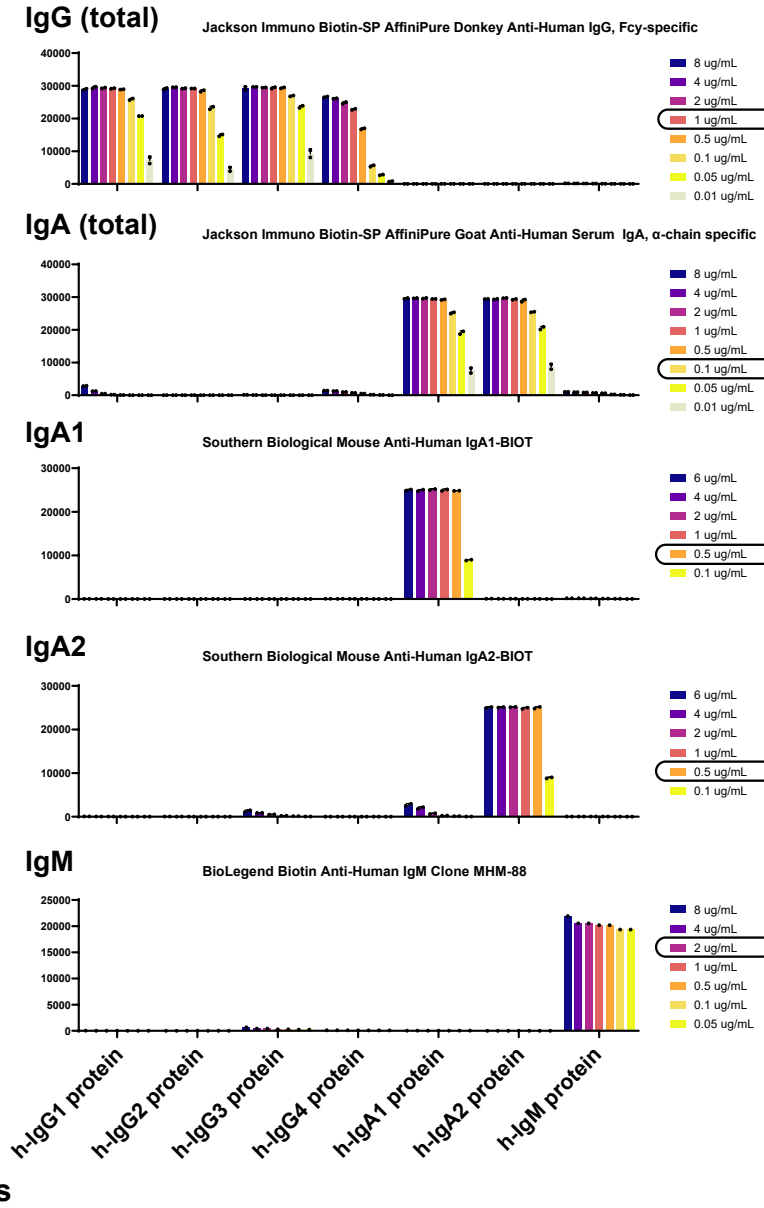 IgG (total)
Jackson Immuno Biotin-SP AffiniPure Donkey Anti-Human IgG, Fcy-specific
40000
30000
20000
10000
0
8 ug/mL
4 ug/mL
2 ug/mL
1 ug/mL
0.5 ug/mL
0.1 ug/mL
0.05 ug/mL
0.01 ug/mL
IgA (total)
Jackson Immuno Biotin-SP AffiniPure Goat Anti-Human Serum IgA, α-chain specific
40000
30000
20000
10000
0
8 ug/mL
4 ug/mL
2 ug/mL
1 ug/mL
0.5 ug/mL
0.1 ug/mL
0.05 ug/mL
0.01 ug/mL
IgA1
Southern Biological Mouse Anti-Human IgA1-BIOT
30000
20000
10000
0
6 ug/mL
4 ug/mL
2 ug/mL
1 ug/mL
0.5 ug/mL
0.1 ug/mL
IgA2
Southern Biological Mouse Anti-Human IgA2-BIOT
30000
20000
10000
0
6 ug/mL
4 ug/mL
2 ug/mL
1 ug/mL
0.5 ug/mL
0.1 ug/mL
IgM
BioLegend Biotin Anti-Human IgM Clone MHM-88
25000
20000
15000
10000
5000
0
8 ug/mL
4 ug/mL
2 ug/mL
1 ug/mL
0.5 ug/mL
0.1 ug/mL
0.05 ug/mL
h-IgG1 protein
h-IgG2 protein
h-IgG3 protein
h-IgG4 protein
h-IgA1 protein
h-IgA2 protein
h-IgM protein
s